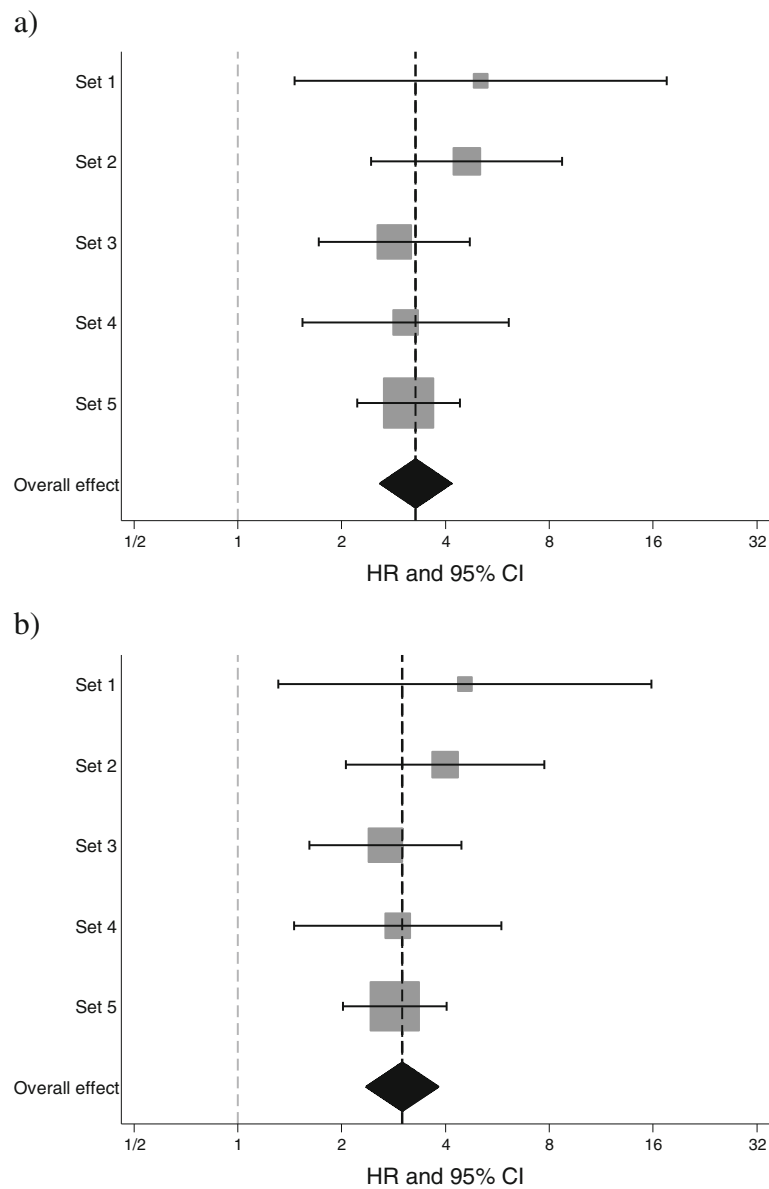 a)
Set 1
Set 2
Set 3
Set 4
Set 5
Overall effect
1/2 1 2 4 8 16 32
HR and 95% CI
b)
Set 1
Set 2
Set 3
Set 4
Set 5
Overall effect
1/2 1 2 4 8 16 32
HR and 95% CI